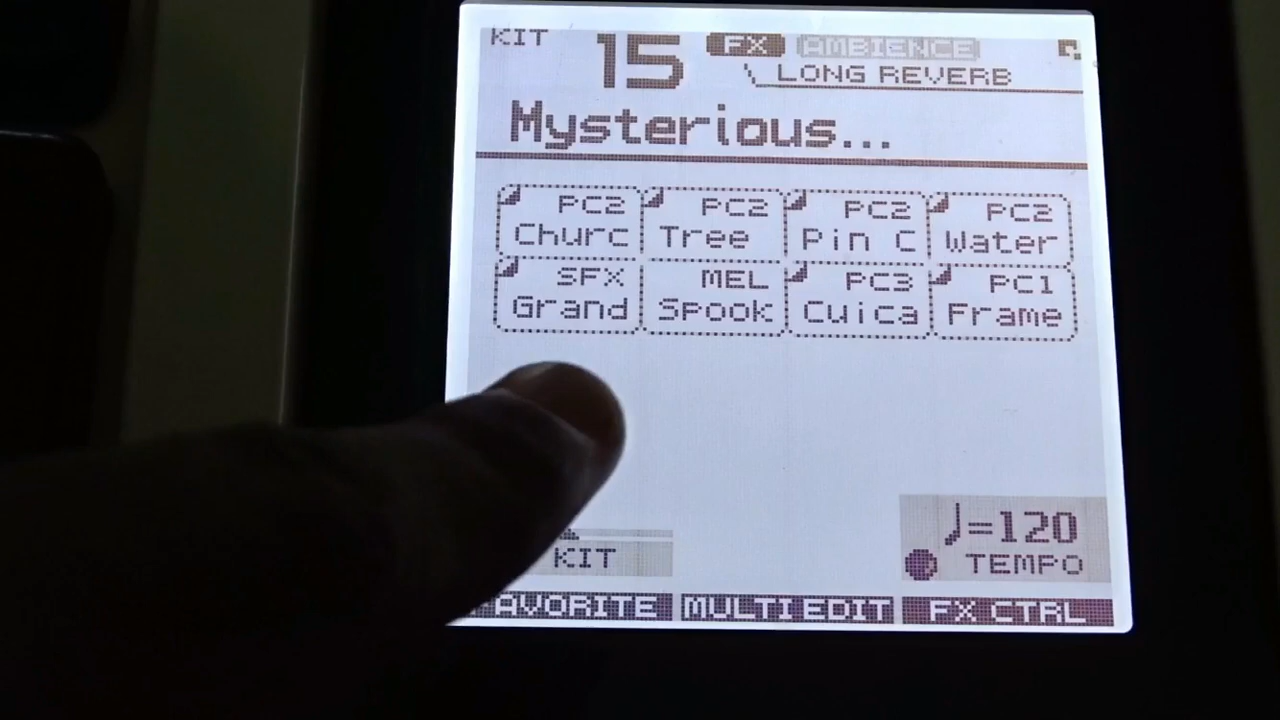 KIT 15 FX AMBIENCE
LONG REVERB
Mysterious...
PC2 PC2 PC2 PC2
Churc Tree Pin C Water
SFX MEL PC3 PC1
Grand Spook Cuica Frame
♩=120
KIT TEMPO
AVORITE MULTI EDIT FX CTRL